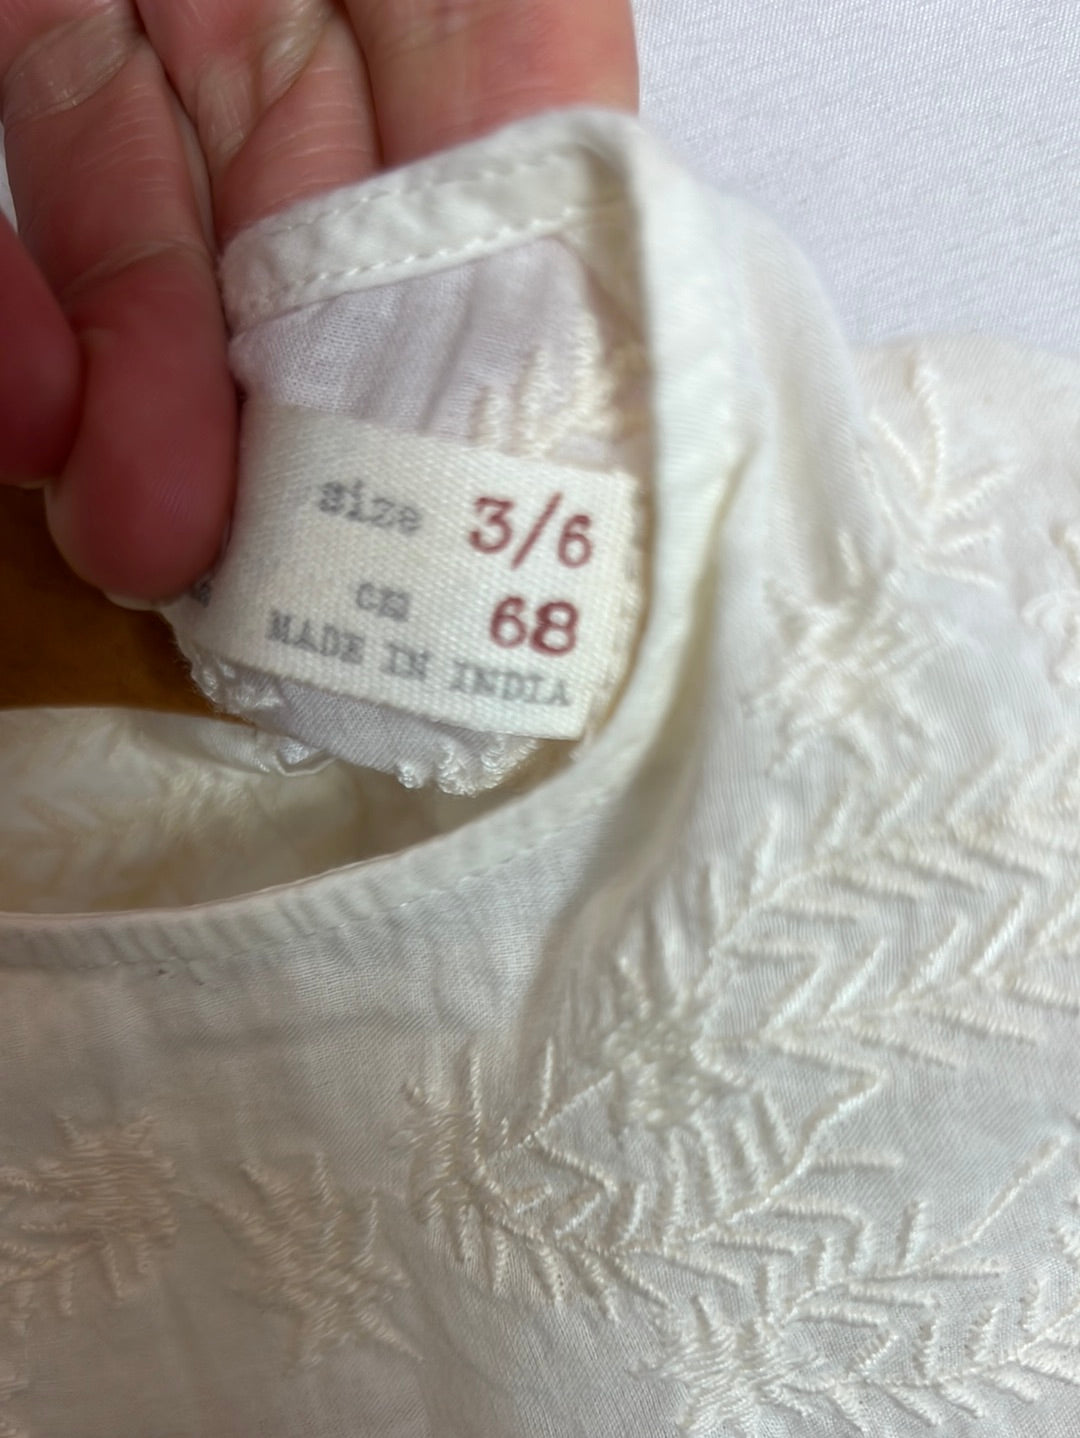 size 3/6
cm 68
MADE IN INDIA